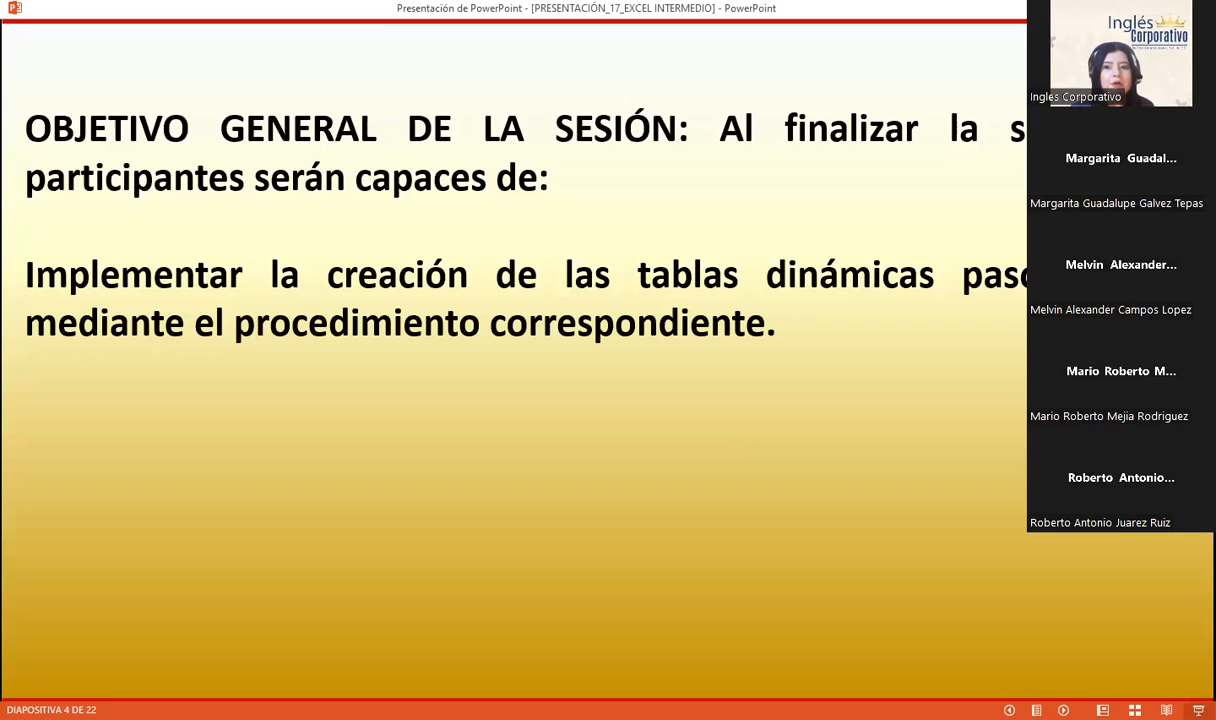 Presentación de PowerPoint - [PRESENTACIÓN_17_EXCEL INTERMEDIO] - PowerPoint
Inglés
Corporativo
Ingles Corporativo
OBJETIVO GENERAL DE LA SESIÓN: Al finalizar la
participantes serán capaces de:
Implementar la creación de las tablas dinámicas
mediante el procedimiento correspondiente.
Margarita Guadal...
Margarita Guadalupe Galvez Tepas
Melvin Alexander...
Melvin Alexander Campos Lopez
Mario Roberto M...
Mario Roberto Mejía Rodriguez
Roberto Antonio...
Roberto Antonio Juarez Ruiz
DIAPOSITIVA 4 DE 22